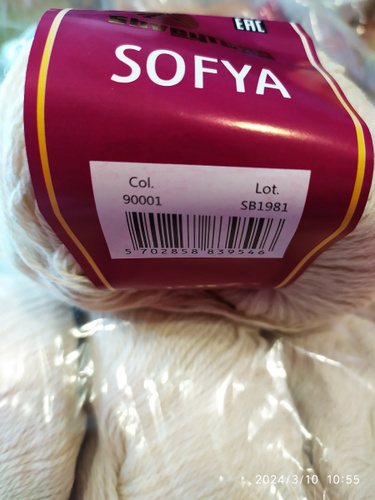 EAC
SOFYA
Col.
90001
Lot.
SB1981
5 702858 839546
2024/3/10 10:55